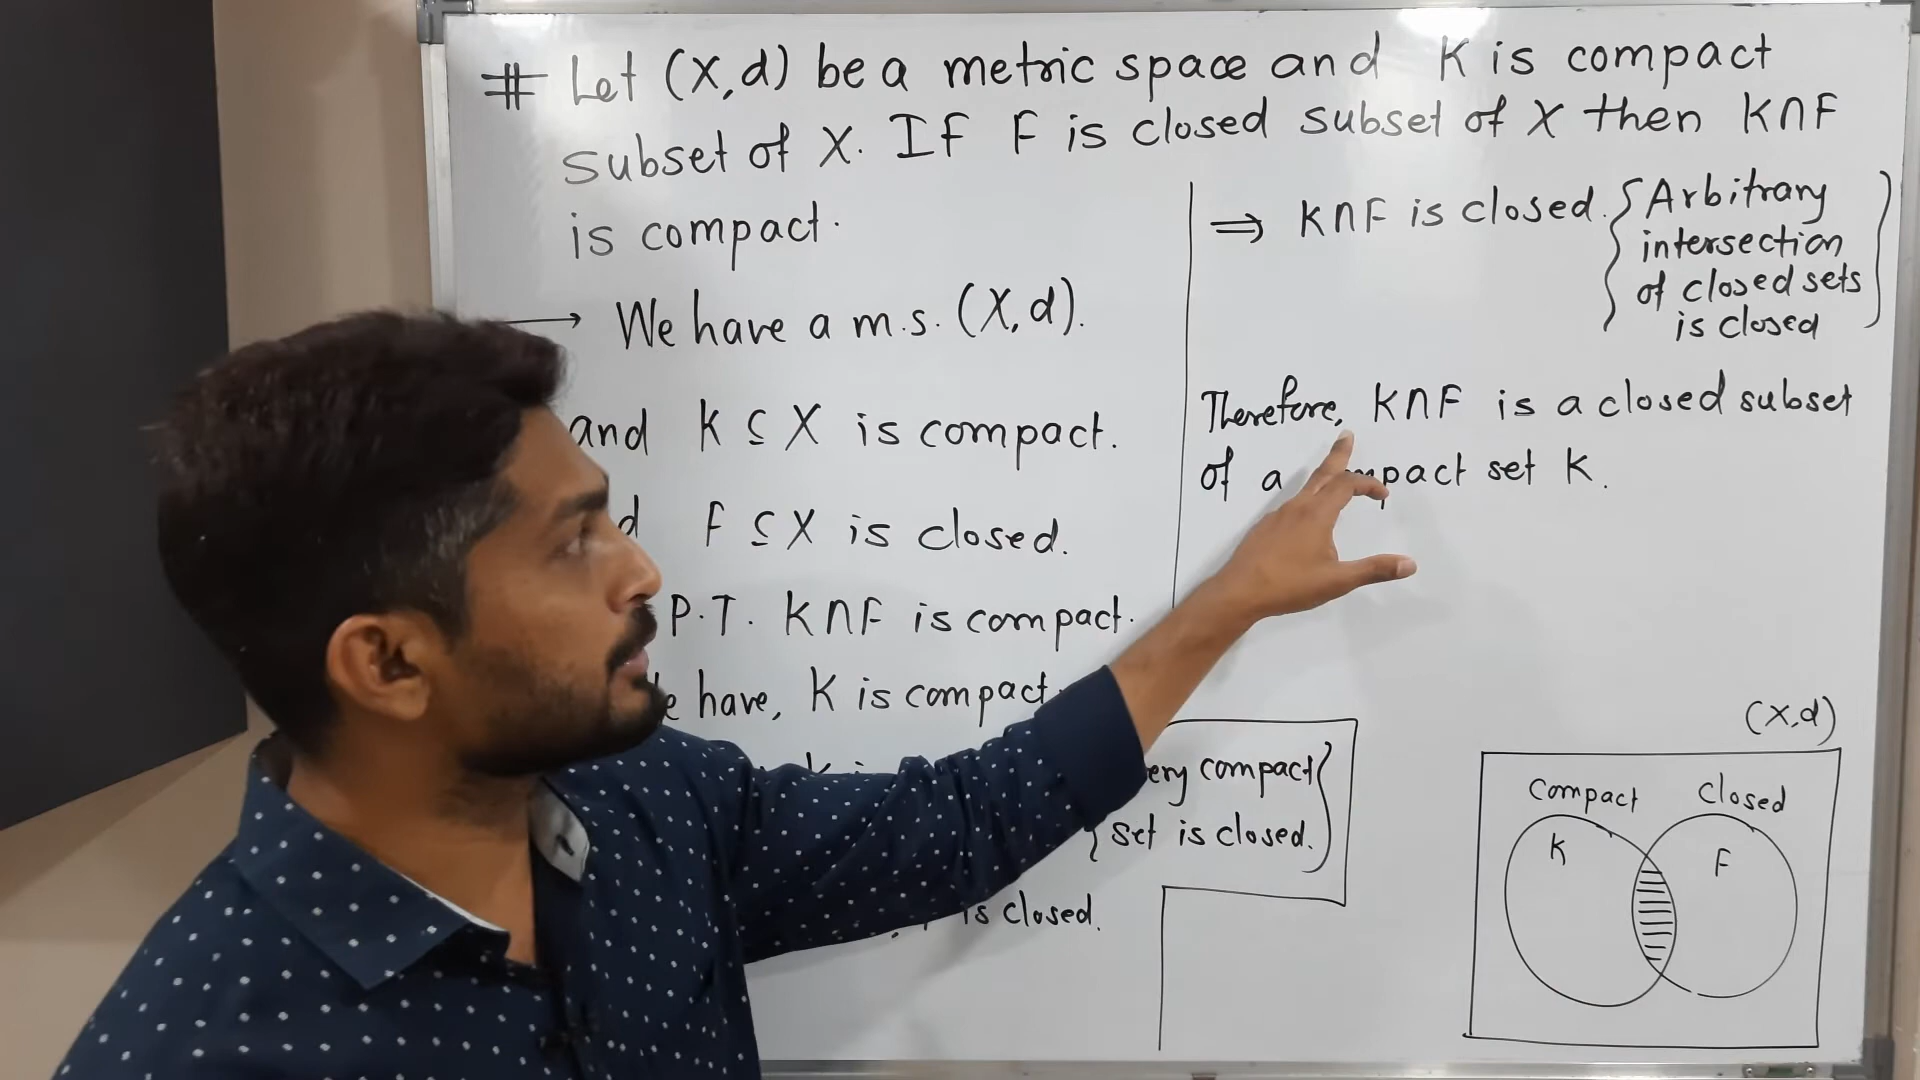 # Let (X,d) be a metric space and K is compact
subset of X. If F is closed subset of X then K∩F
is compact.
→ We have a m.s. (X,d).
and K ⊆ X is compact.
F ⊆ X is closed.
P.T. K∩F is compact.
have, K is compact
compact
set is closed.
is closed.
⇒ K∩F is closed. {Arbitrary
intersection
of closed sets
is closed}
Therefore, K∩F is a closed subset
of a set K.
(X,d)
compact closed
K F